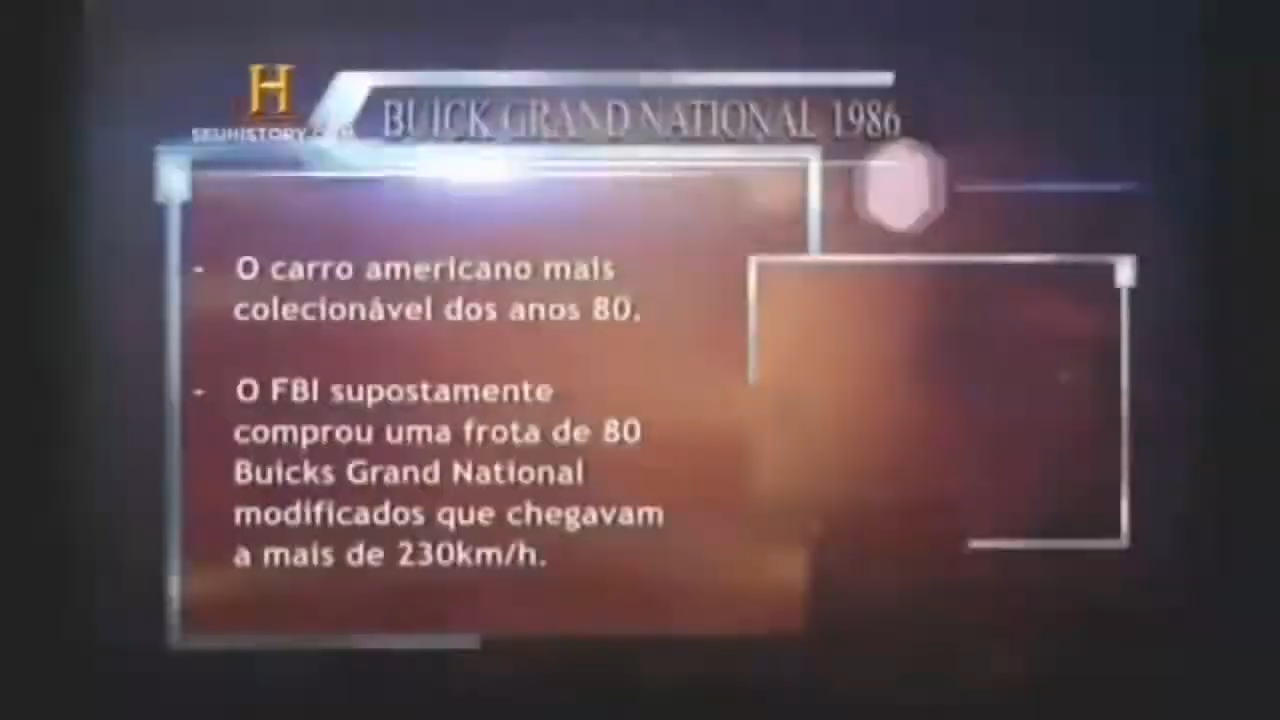 H
BUICK GRAND NATIONAL 1986
- O carro americano mais
colecionável dos anos 80.
- O FBI supostamente
comprou uma frota de 80
Buicks Grand National
modificados que chegavam
a mais de 230km/h.